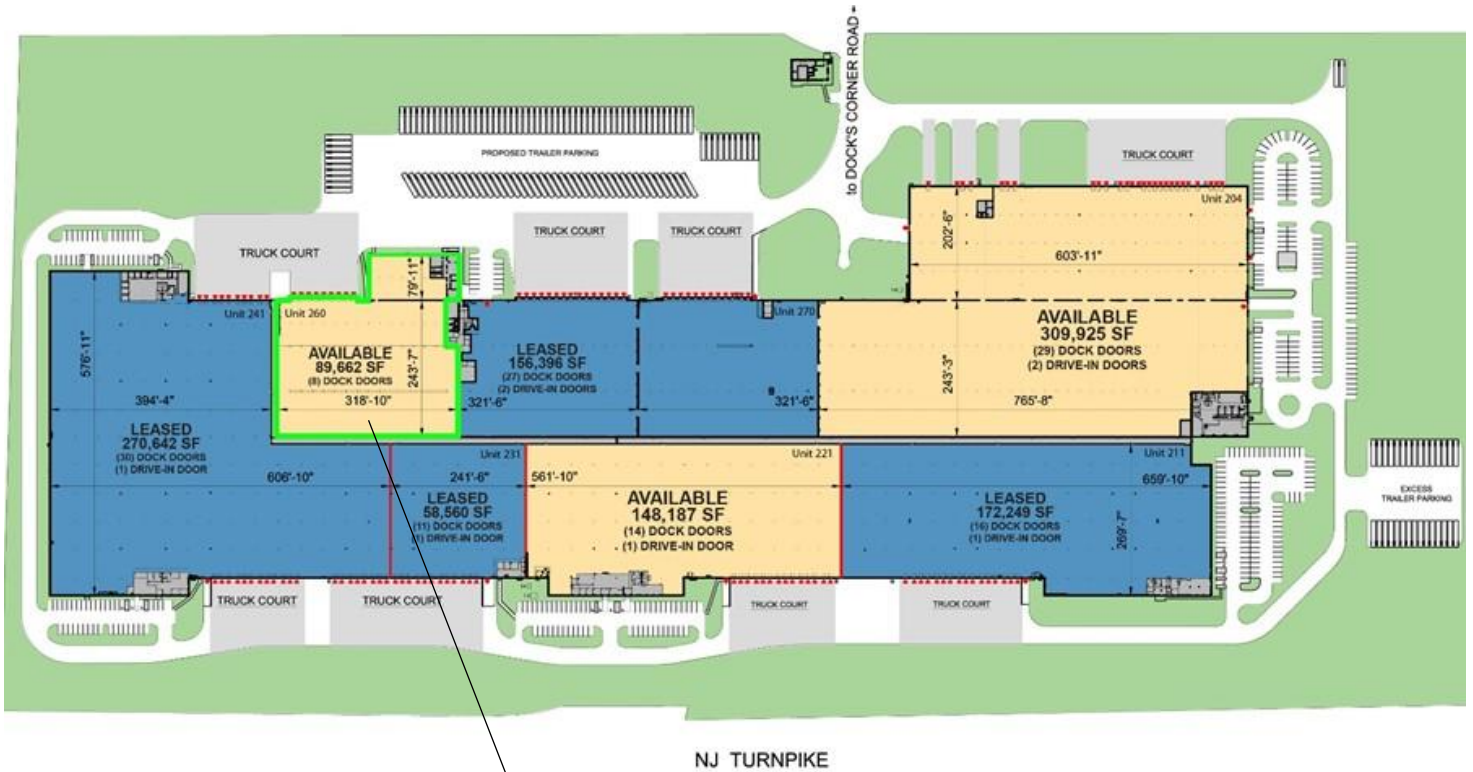 to DOCK'S CORNER ROAD
PROPOSED TRAILER PARKING
TRUCK COURT
TRUCK COURT
TRUCK COURT
TRUCK COURT
Unit 204
202'-6"
603'-11"
79'-11"
Unit 241
Unit 260
Unit 270
576'-11"
AVAILABLE
89,662 SF
(8) DOCK DOORS
243'-7"
318'-10"
LEASED
156,396 SF
(27) DOCK DOORS
(2) DRIVE-IN DOORS
321'-6"
321'-6"
AVAILABLE
309,925 SF
(29) DOCK DOORS
(2) DRIVE-IN DOORS
243'-3"
765'-8"
394'-4"
LEASED
270,642 SF
(30) DOCK DOORS
(1) DRIVE-IN DOOR
606'-10"
Unit 231
241'-6"
LEASED
58,560 SF
(11) DOCK DOORS
(1) DRIVE-IN DOOR
Unit 221
561'-10"
AVAILABLE
148,187 SF
(14) DOCK DOORS
(1) DRIVE-IN DOOR
Unit 211
659'-10"
LEASED
172,249 SF
(16) DOCK DOORS
(1) DRIVE-IN DOOR
269'-7"
EXCESS
TRAILER PARKING
TRUCK COURT
TRUCK COURT
TRUCK COURT
TRUCK COURT
NJ TURNPIKE